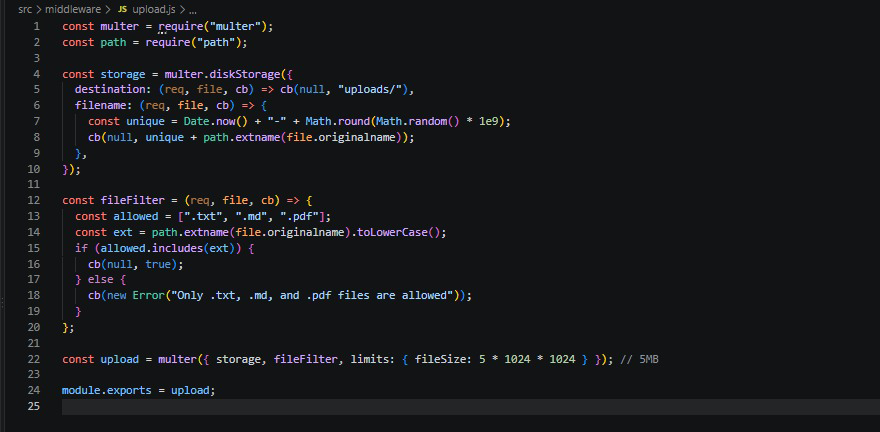 src > middleware > JS upload.js > ...
1 const multer = require("multer");
2 const path = require("path");
3
4 const storage = multer.diskStorage({
5   destination: (req, file, cb) => cb(null, "uploads/"),
6   filename: (req, file, cb) => {
7     const unique = Date.now() + "-" + Math.round(Math.random() * 1e9);
8     cb(null, unique + path.extname(file.originalname));
9   },
10 });
11
12 const fileFilter = (req, file, cb) => {
13   const allowed = [".txt", ".md", ".pdf"];
14   const ext = path.extname(file.originalname).toLowerCase();
15   if (allowed.includes(ext)) {
16     cb(null, true);
17   } else {
18     cb(new Error("Only .txt, .md, and .pdf files are allowed"));
19   }
20 };
21
22 const upload = multer({ storage, fileFilter, limits: { fileSize: 5 * 1024 * 1024 } }); // 5MB
23
24 module.exports = upload;
25